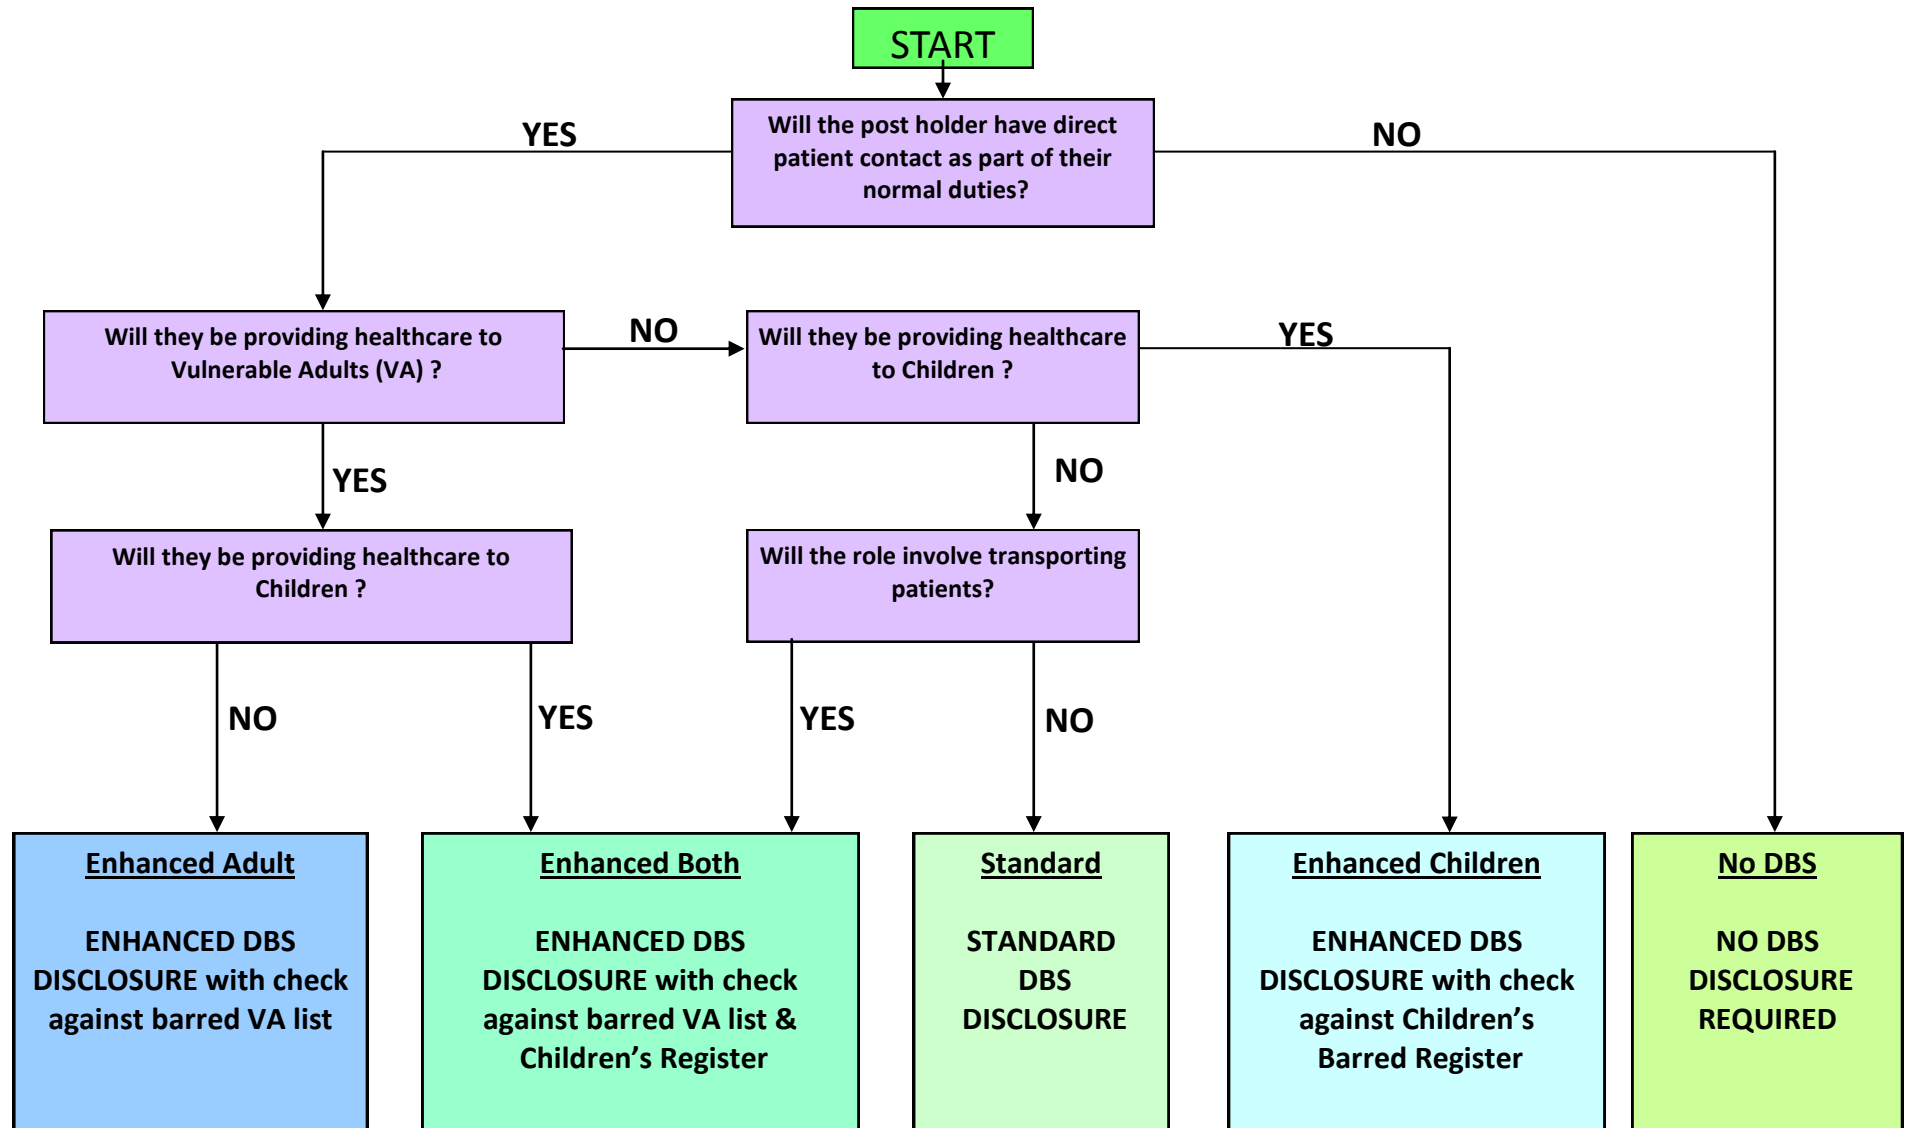 START
Will the post holder have direct
patient contact as part of their
normal duties?
YES
NO
Will they be providing healthcare to
Vulnerable Adults (VA) ?
NO
Will they be providing healthcare
to Children ?
YES
YES
NO
Will they be providing healthcare to
Children ?
Will the role involve transporting
patients?
NO
YES
YES
NO
Enhanced Adult
ENHANCED DBS
DISCLOSURE with check
against barred VA list
Enhanced Both
ENHANCED DBS
DISCLOSURE with check
against barred VA list &
Children’s Register
Standard
STANDARD
DBS
DISCLOSURE
Enhanced Children
ENHANCED DBS
DISCLOSURE with check
against Children’s
Barred Register
No DBS
NO DBS
DISCLOSURE
REQUIRED